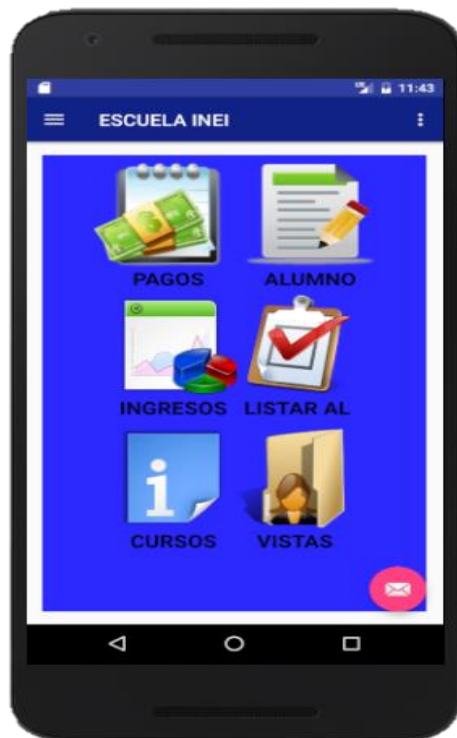 11:43
ESCUELA INEI
PAGOS ALUMNO
INGRESOS LISTAR AL
CURSOS VISTAS